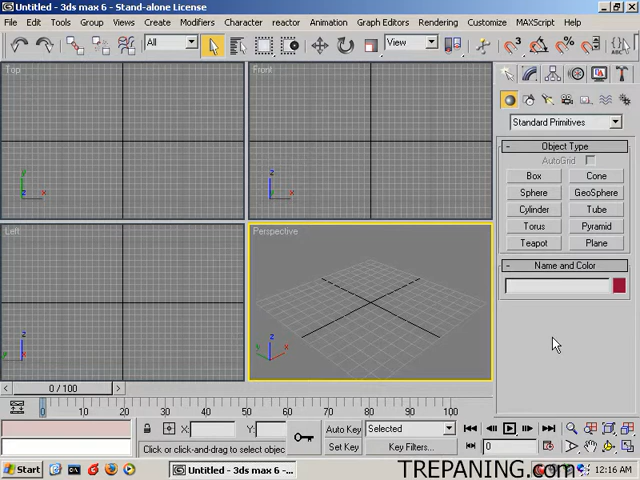 Untitled - 3ds max 6 - Stand-alone License
File Edit Tools Group Views Create Modifiers Character reactor Animation Graph Editors Rendering Customize MAXScript Help
All View
Top
Front
Left
Perspective
y
z x
z
x
z
y
z
y x
Standard Primitives
- Object Type
AutoGrid
Box Cone
Sphere GeoSphere
Cylinder Tube
Torus Pyramid
Teapot Plane
- Name and Color
< 0 / 100 >
0 10 20 30 40 50 60 70 80 90 100
X: Y: Auto Key Selected
Click or click-and-drag to select objec Set Key Key Filters... 0
Start Untitled - 3ds max 6 -... 12:16 AM
TREPANING.com